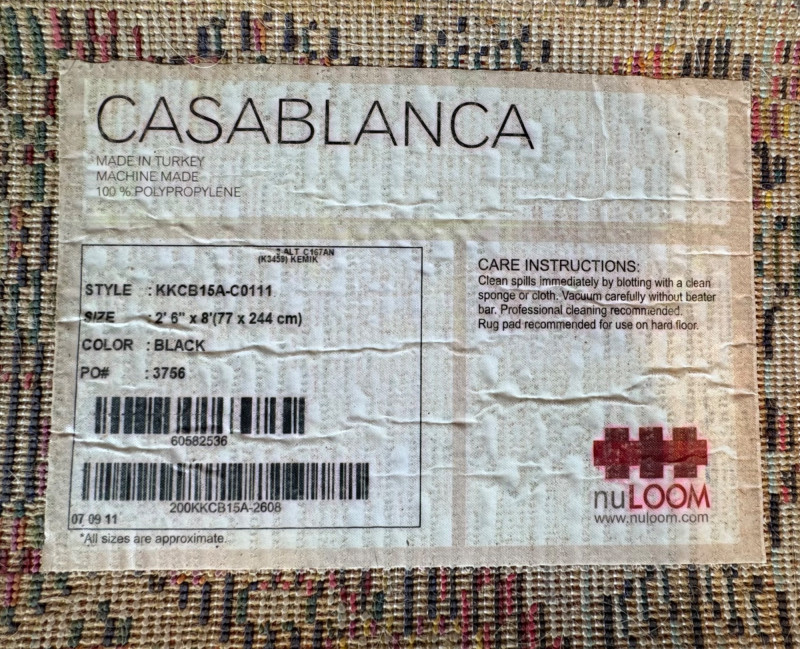 CASABLANCA
MADE IN TURKEY
MACHINE MADE
100 % POLYPROPYLENE
2 ALT C167AN
(K3459) KEMIK
STYLE : KKCB15A-C0111
SIZE : 2' 6" x 8'(77 x 244 cm)
COLOR : BLACK
PO# : 3756
60582536
200KKCB15A-2608
07 09 11
*All sizes are approximate.
CARE INSTRUCTIONS:
Clean spills immediately by blotting with a clean
sponge or cloth. Vacuum carefully without beater
bar. Professional cleaning recommended.
Rug pad recommended for use on hard floor.
nuLOOM
www.nuloom.com